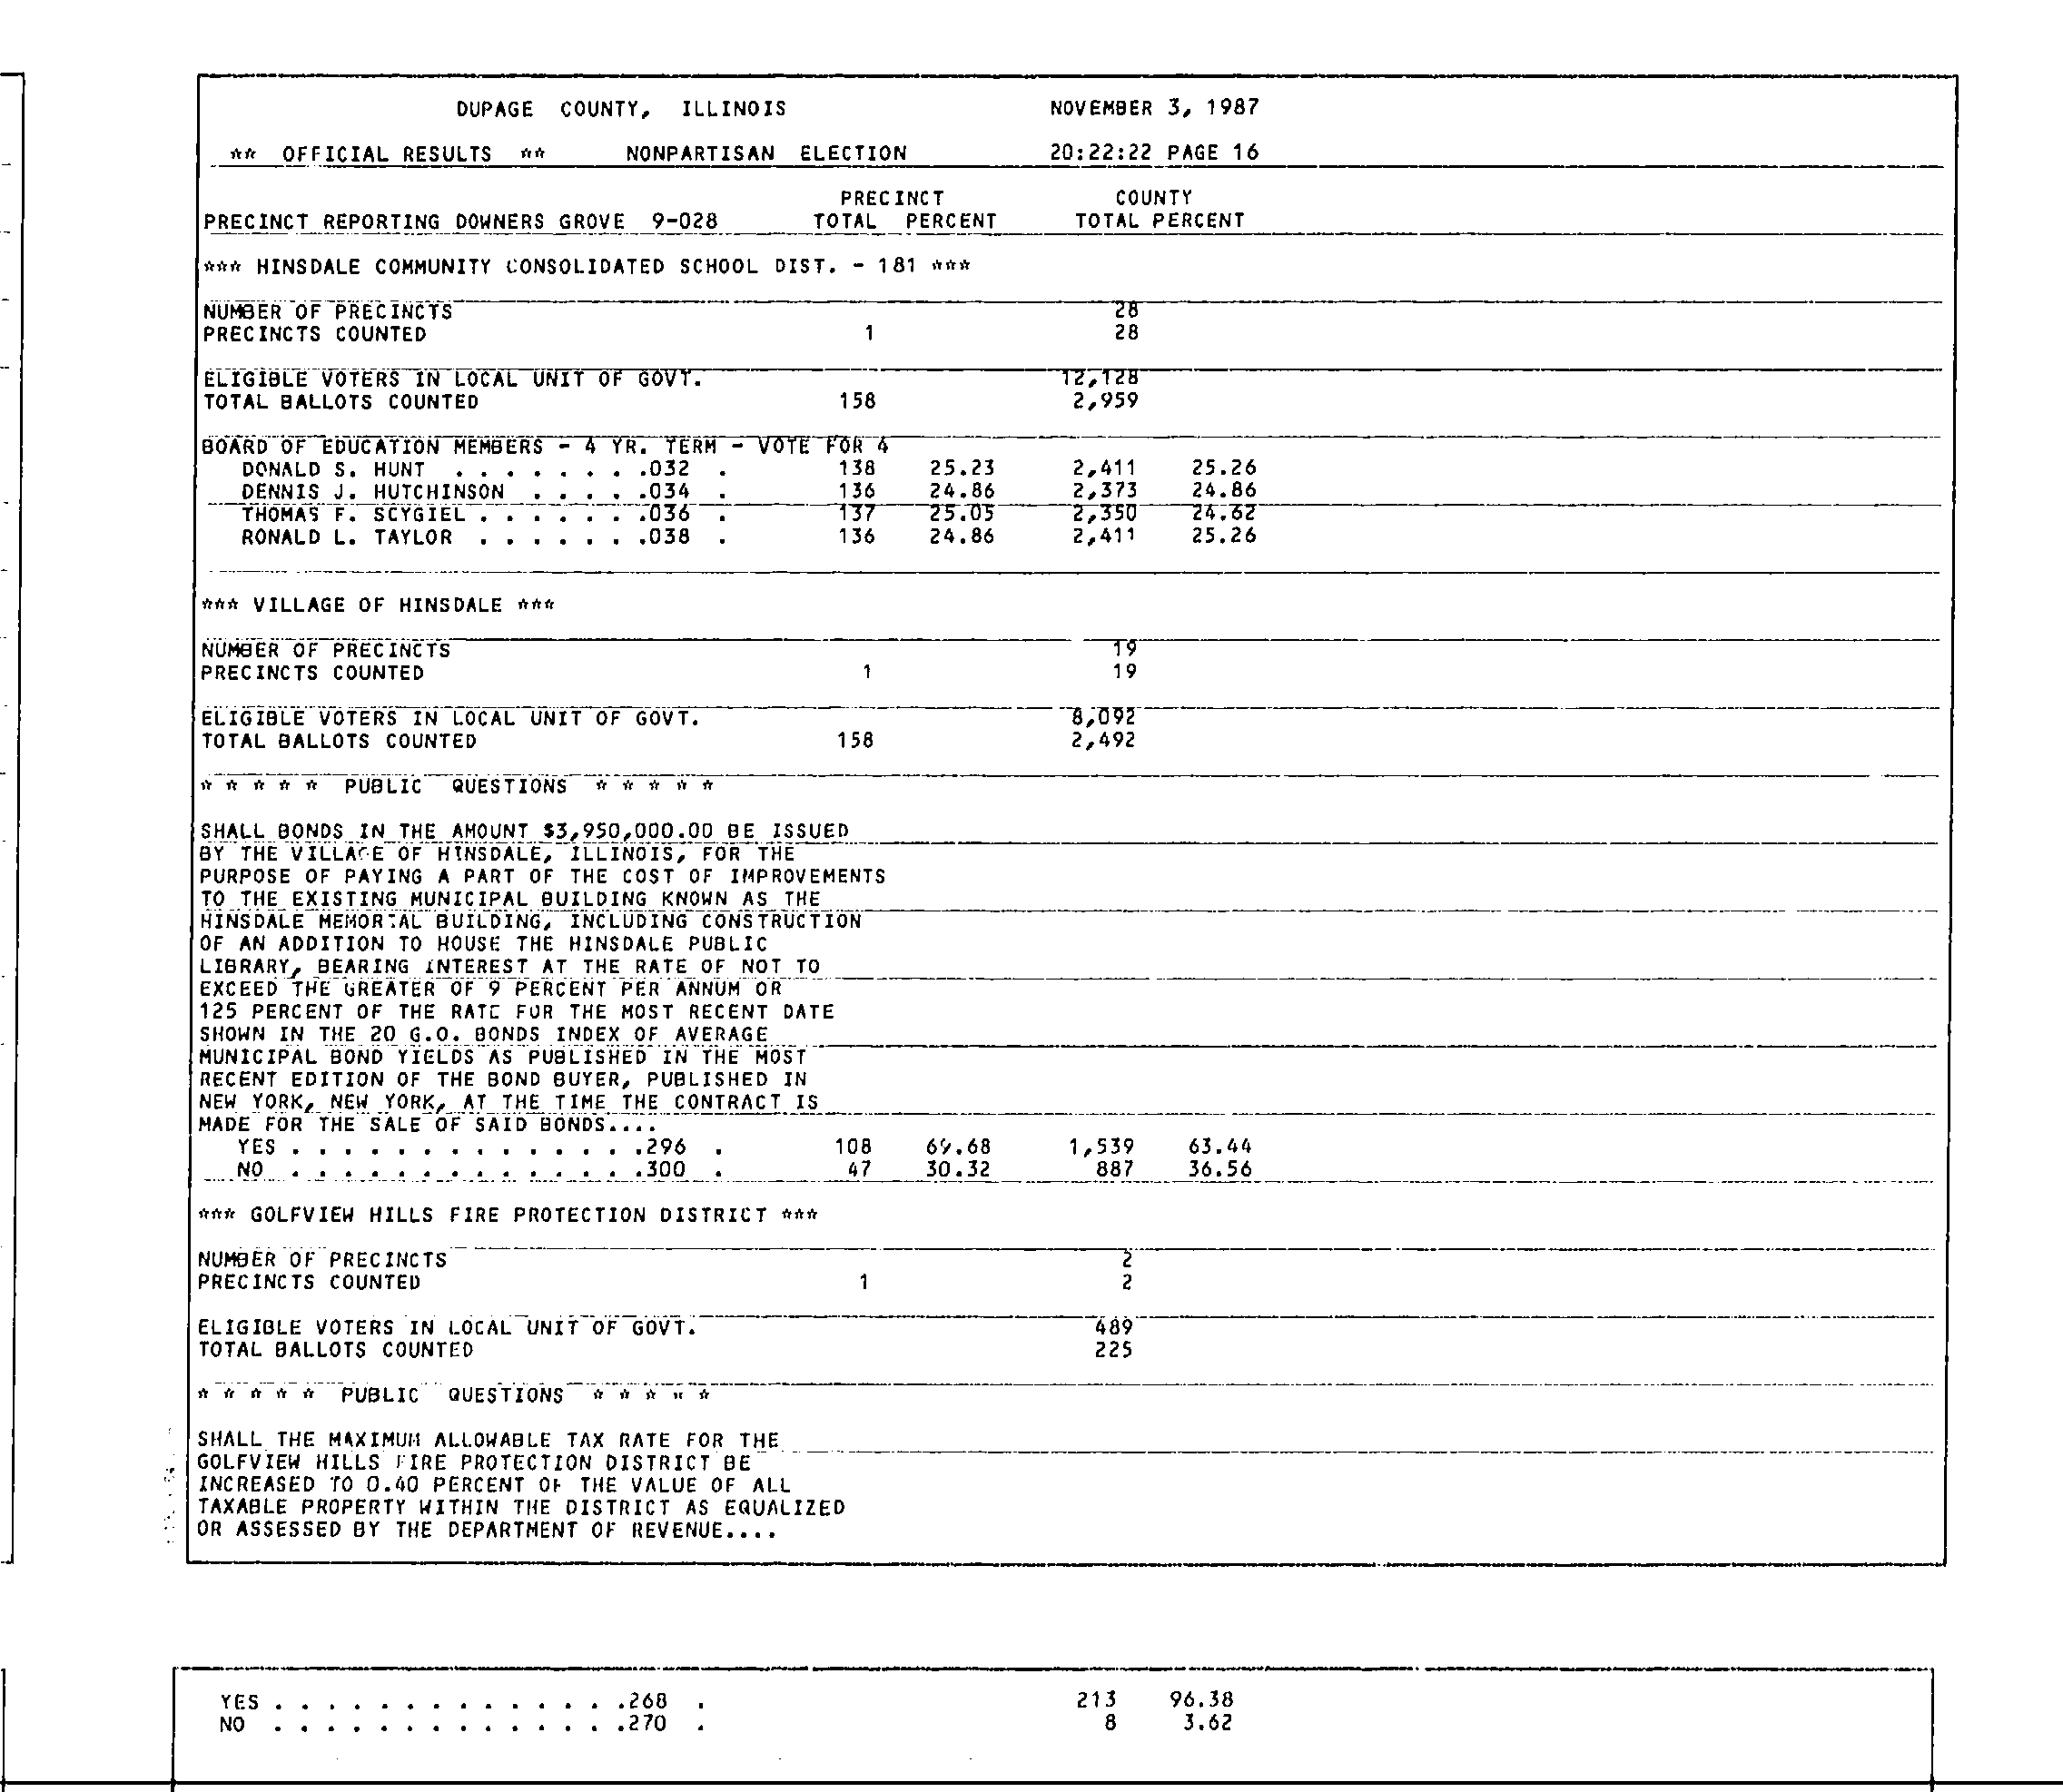 DUPAGE COUNTY, ILLINOIS NOVEMBER 3, 1987
** OFFICIAL RESULTS ** NONPARTISAN ELECTION 20:22:22 PAGE 16
PRECINCT COUNTY
PRECINCT REPORTING DOWNERS GROVE 9-028 TOTAL PERCENT TOTAL PERCENT
*** HINSDALE COMMUNITY CONSOLIDATED SCHOOL DIST. - 181 ***
NUMBER OF PRECINCTS 28
PRECINCTS COUNTED 1 28
ELIGIBLE VOTERS IN LOCAL UNIT OF GOVT. 12,128
TOTAL BALLOTS COUNTED 158 2,959
BOARD OF EDUCATION MEMBERS - 4 YR. TERM - VOTE FOR 4
DONALD S. HUNT . . . . . . . .032 . 138 25.23 2,411 25.26
DENNIS J. HUTCHINSON . . . . .034 . 136 24.86 2,373 24.86
THOMAS F. SCYGIEL . . . . . . .036 . 137 25.05 2,350 24.62
RONALD L. TAYLOR . . . . . . .038 . 136 24.86 2,411 25.26
*** VILLAGE OF HINSDALE ***
NUMBER OF PRECINCTS 19
PRECINCTS COUNTED 1 19
ELIGIBLE VOTERS IN LOCAL UNIT OF GOVT. 8,092
TOTAL BALLOTS COUNTED 158 2,492
* * * * * PUBLIC QUESTIONS * * * * *
SHALL BONDS IN THE AMOUNT $3,950,000.00 BE ISSUED
BY THE VILLAGE OF HINSDALE, ILLINOIS, FOR THE
PURPOSE OF PAYING A PART OF THE COST OF IMPROVEMENTS
TO THE EXISTING MUNICIPAL BUILDING KNOWN AS THE
HINSDALE MEMORIAL BUILDING, INCLUDING CONSTRUCTION
OF AN ADDITION TO HOUSE THE HINSDALE PUBLIC
LIBRARY, BEARING INTEREST AT THE RATE OF NOT TO
EXCEED THE GREATER OF 9 PERCENT PER ANNUM OR
125 PERCENT OF THE RATE FOR THE MOST RECENT DATE
SHOWN IN THE 20 G.O. BONDS INDEX OF AVERAGE
MUNICIPAL BOND YIELDS AS PUBLISHED IN THE MOST
RECENT EDITION OF THE BOND BUYER, PUBLISHED IN
NEW YORK, NEW YORK, AT THE TIME THE CONTRACT IS
MADE FOR THE SALE OF SAID BONDS....
YES . . . . . . . . . . . . . .296 . 108 69.68 1,539 63.44
NO . . . . . . . . . . . . . .300 . 47 30.32 887 36.56
*** GOLFVIEW HILLS FIRE PROTECTION DISTRICT ***
NUMBER OF PRECINCTS 2
PRECINCTS COUNTED 1 2
ELIGIBLE VOTERS IN LOCAL UNIT OF GOVT. 489
TOTAL BALLOTS COUNTED 225
* * * * * PUBLIC QUESTIONS * * * * *
SHALL THE MAXIMUM ALLOWABLE TAX RATE FOR THE
GOLFVIEW HILLS FIRE PROTECTION DISTRICT BE
INCREASED TO 0.40 PERCENT OF THE VALUE OF ALL
TAXABLE PROPERTY WITHIN THE DISTRICT AS EQUALIZED
OR ASSESSED BY THE DEPARTMENT OF REVENUE....
YES . . . . . . . . . . . . . .268 . 213 96.38
NO . . . . . . . . . . . . . .270 . 8 3.62